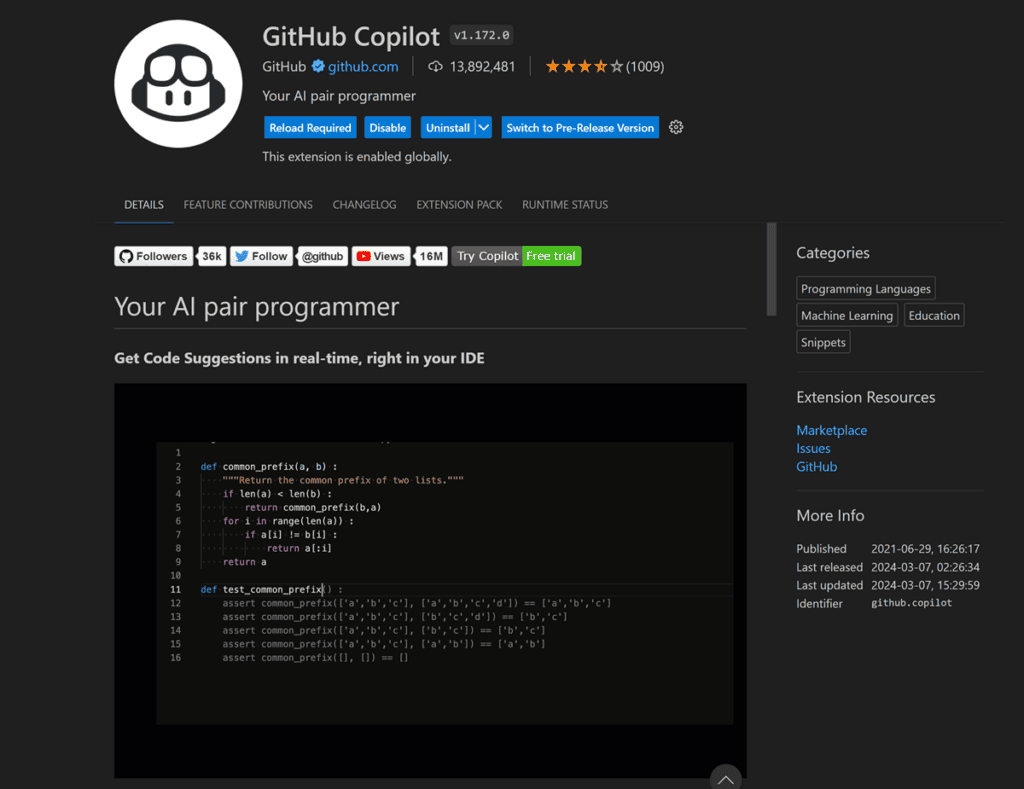 GitHub Copilot v1.172.0
GitHub github.com 13,892,481 (1009)
Your AI pair programmer
Reload Required Disable Uninstall Switch to Pre-Release Version
This extension is enabled globally.
DETAILS FEATURE CONTRIBUTIONS CHANGELOG EXTENSION PACK RUNTIME STATUS
Followers 36k Follow @github Views 16M Try Copilot Free trial
Your AI pair programmer
Get Code Suggestions in real-time, right in your IDE
1
2 def common_prefix(a, b) :
3 """Return the common prefix of two lists."""
4 if len(a) < len(b) :
5 return common_prefix(b,a)
6 for i in range(len(a)) :
7 if a[i] != b[i] :
8 return a[:i]
9 return a
10
11 def test_common_prefix() :
12 assert common_prefix(['a','b','c'], ['a','b','c','d']) == ['a','b','c']
13 assert common_prefix(['a','b','c'], ['b','c','d']) == ['b','c']
14 assert common_prefix(['a','b','c'], ['b','c']) == ['b','c']
15 assert common_prefix(['a','b','c'], ['a','b']) == ['a','b']
16 assert common_prefix([], []) == []
Categories
Programming Languages
Machine Learning Education
Snippets
Extension Resources
Marketplace
Issues
GitHub
More Info
Published 2021-06-29, 16:26:17
Last released 2024-03-07, 02:26:34
Last updated 2024-03-07, 15:29:59
Identifier github.copilot